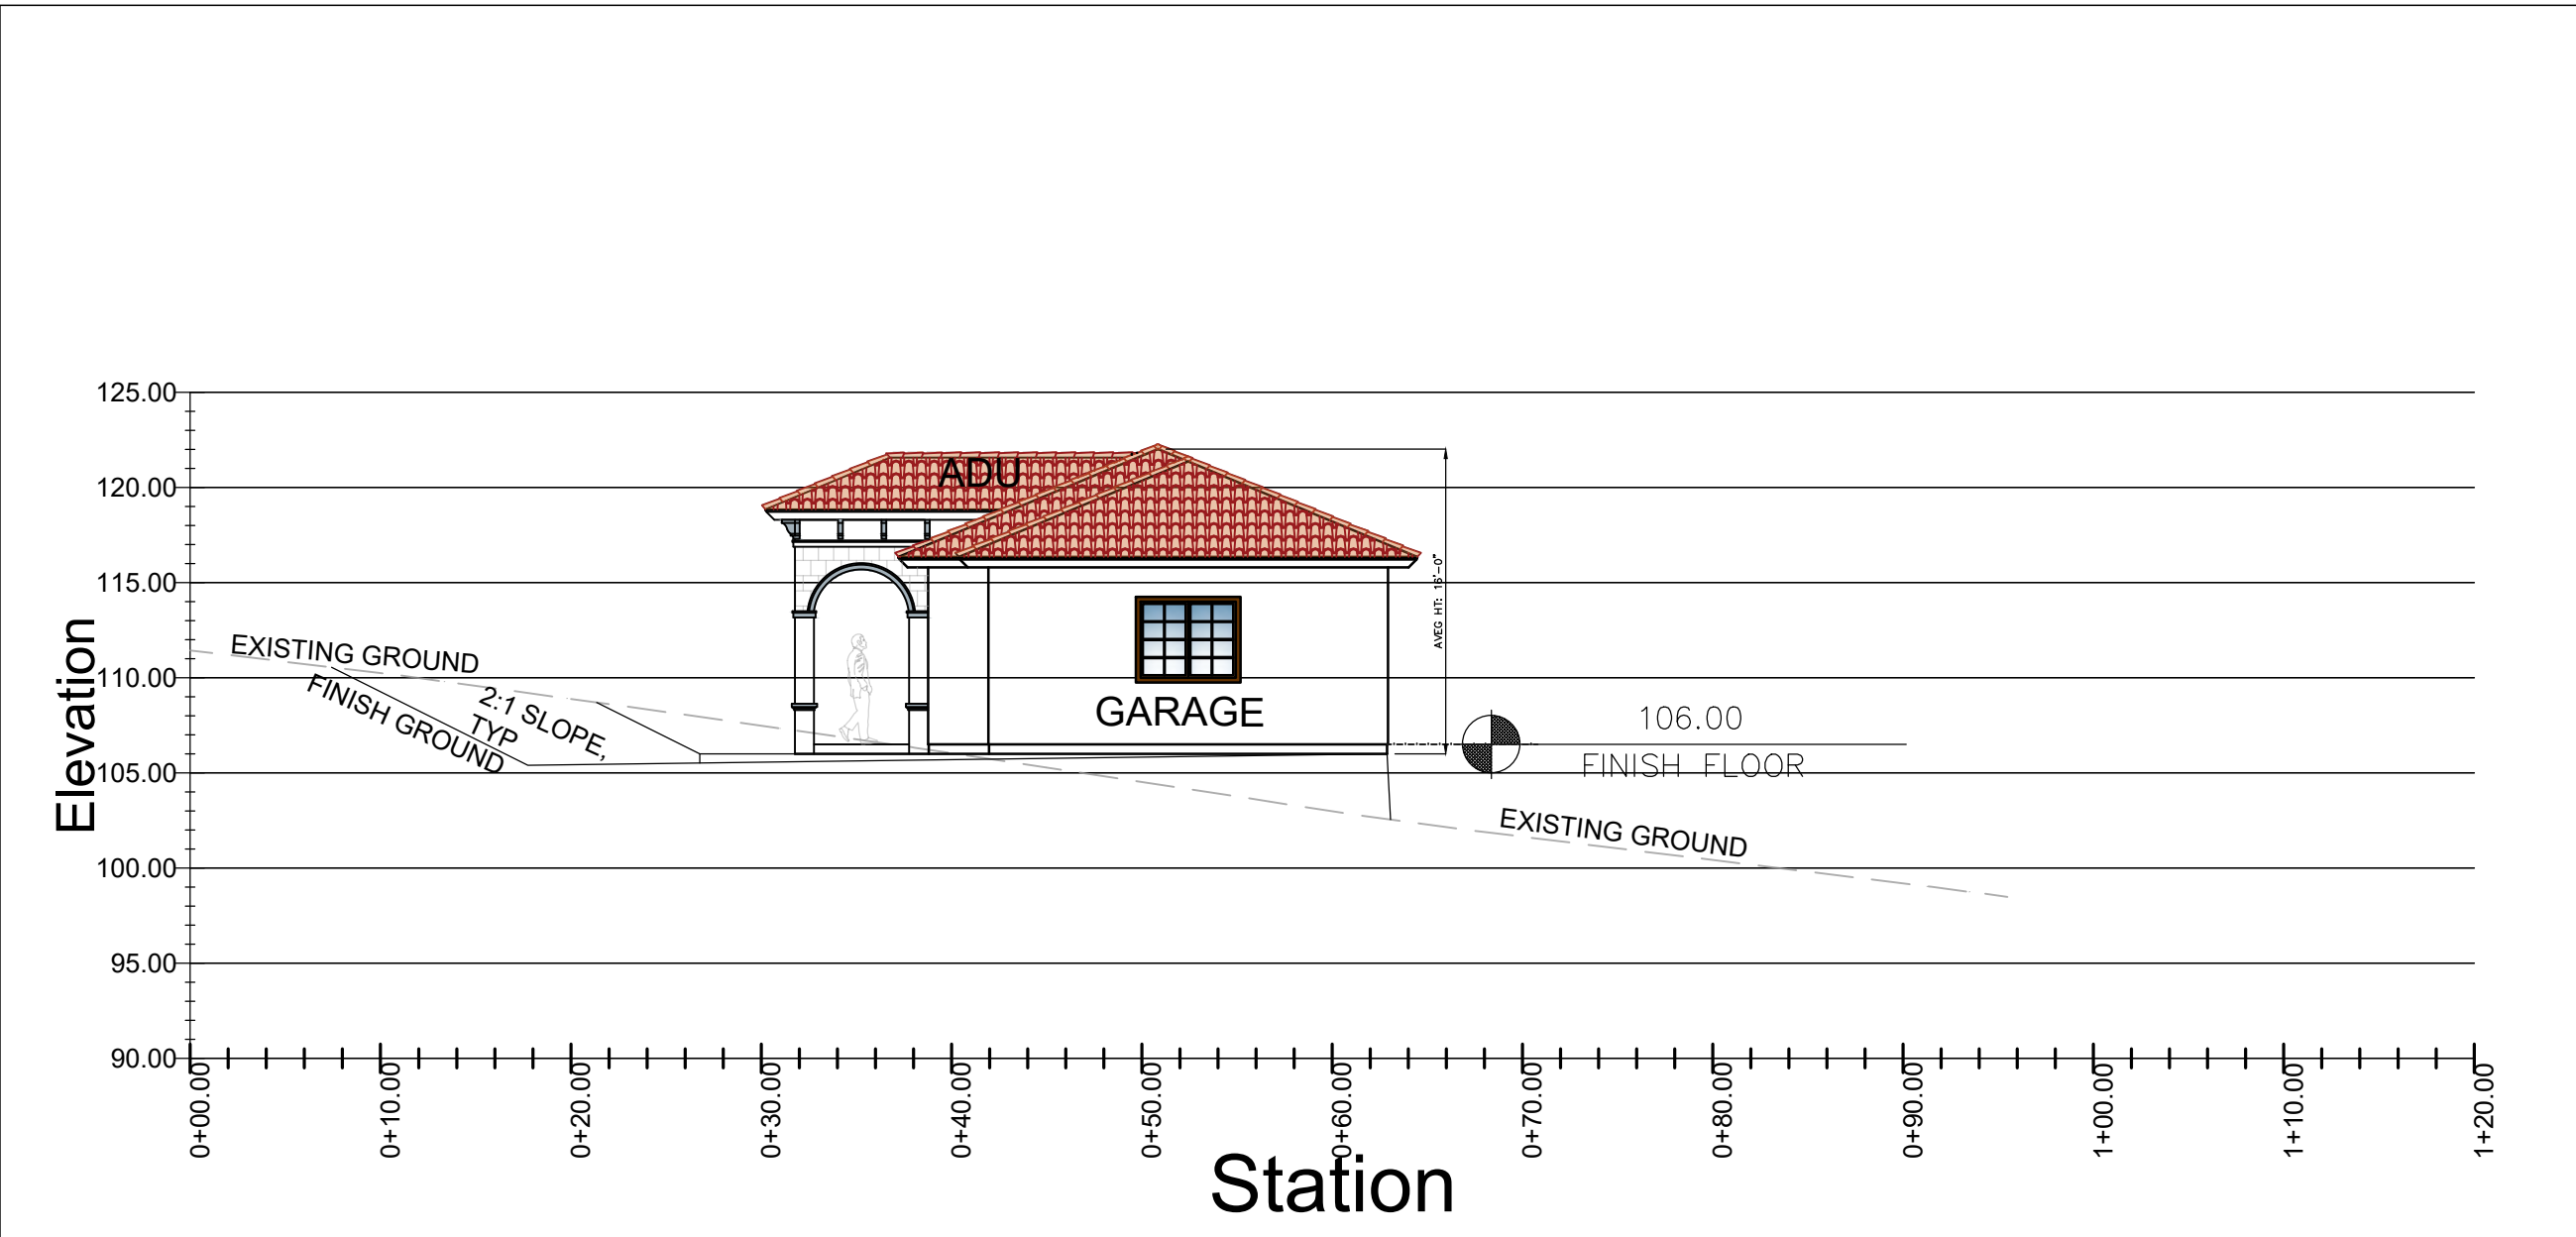 125.00
120.00
115.00
110.00
105.00
100.00
95.00
90.00
Elevation
ADU
GARAGE
AVEG HT: 16'-0"
EXISTING GROUND
FINISH GROUND
2:1 SLOPE,
TYP
106.00
FINISH FLOOR
EXISTING GROUND
0+00.00
0+10.00
0+20.00
0+30.00
0+40.00
0+50.00
0+60.00
0+70.00
0+80.00
0+90.00
1+00.00
1+10.00
1+20.00
Station